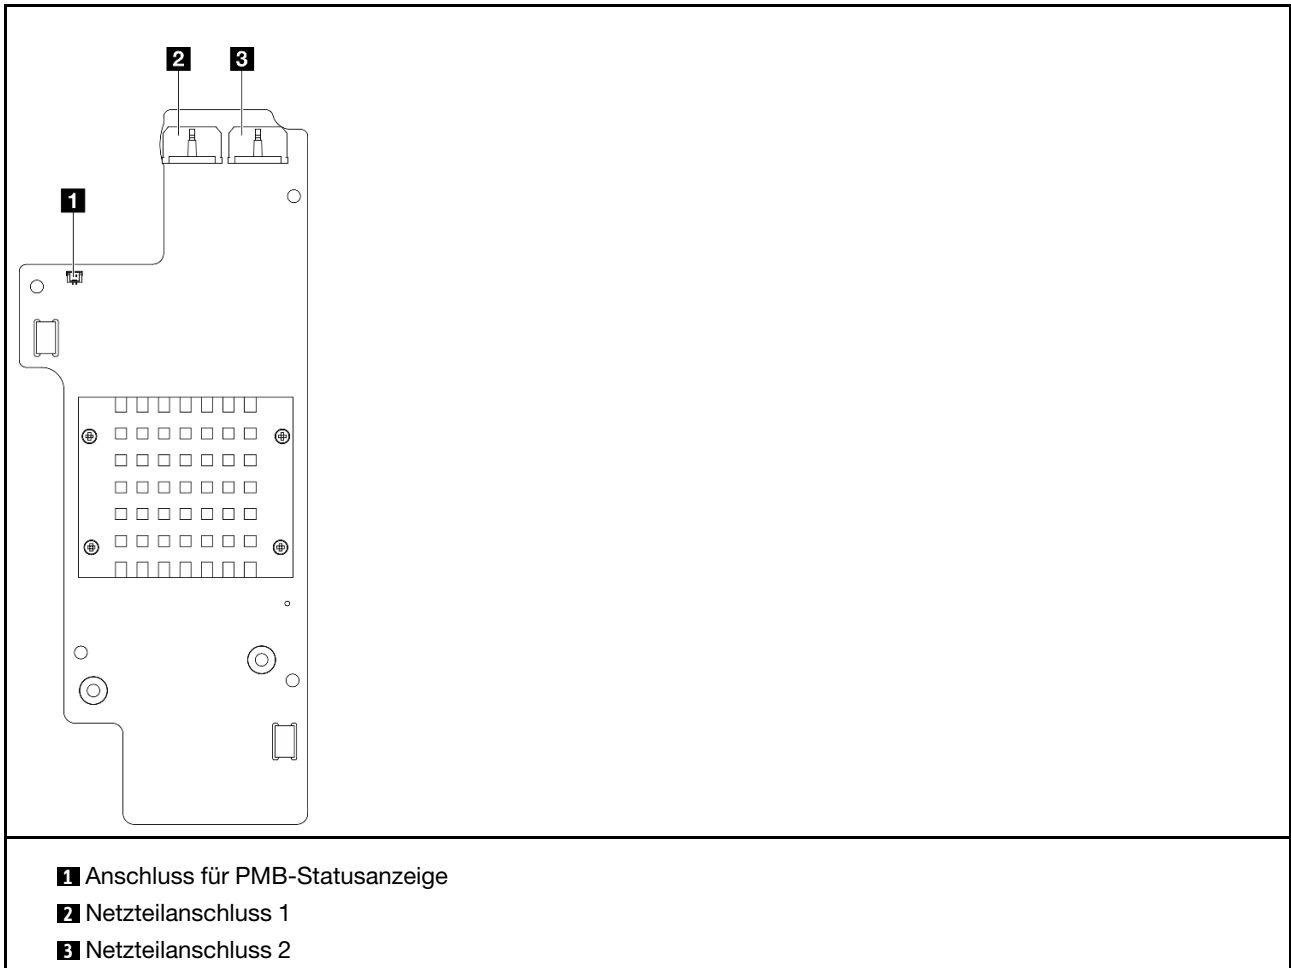 2 3
1
1 Anschluss für PMB-Statusanzeige
2 Netzteilanschluss 1
3 Netzteilanschluss 2